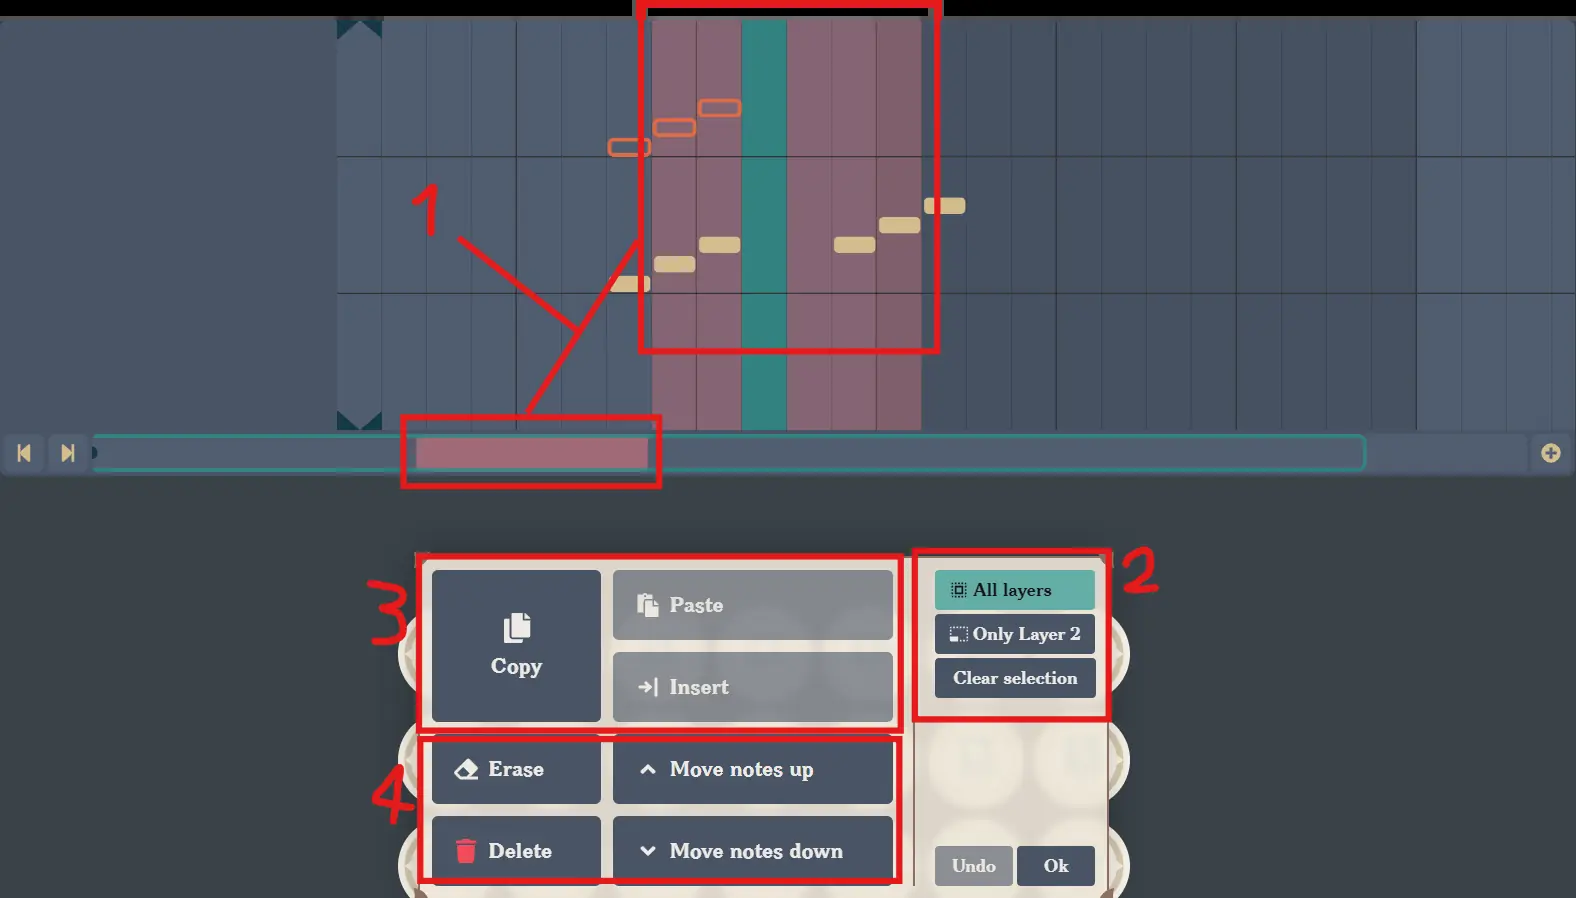 1
2
3
Copy
Paste
Insert
All layers
Only Layer 2
Clear selection
4
Erase
Move notes up
Delete
Move notes down
Undo
Ok